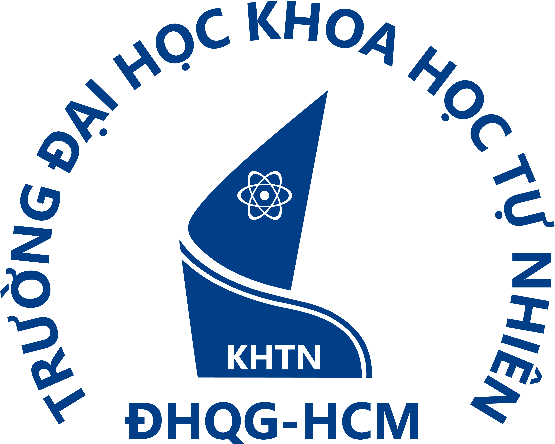 TRƯỜNG ĐẠI HỌC KHOA HỌC TỰ NHIÊN
KHTN
ĐHQG-HCM